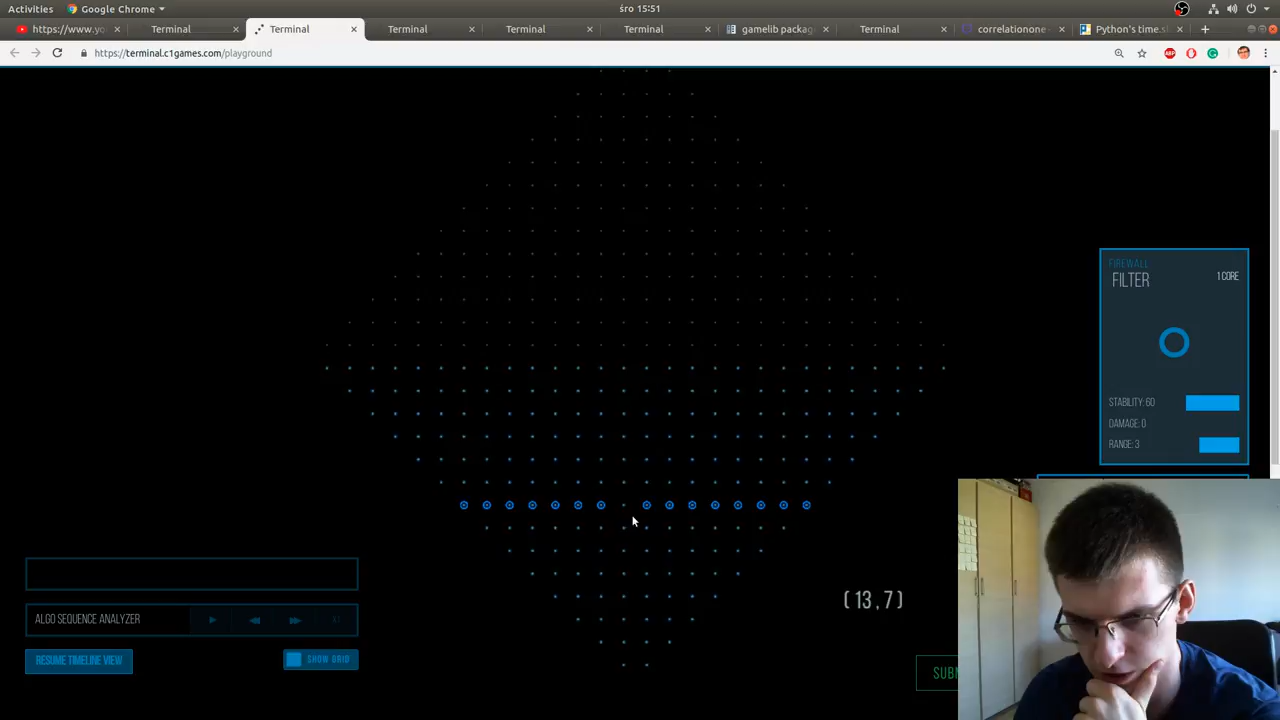 Activities
Google Chrome
śro 15:51
https://www.yo
Terminal
Terminal
Terminal
Terminal
Terminal
gamelib packag
Terminal
correlationone
Python's time.sl
https://terminal.c1games.com/playground
FIREWALL
FILTER
1 CORE
STABILITY: 60
DAMAGE: 0
RANGE: 3
ALGO SEQUENCE ANALYZER
RESUME TIMELINE VIEW
SHOW GRID
( 13 , 7 )
SUBM